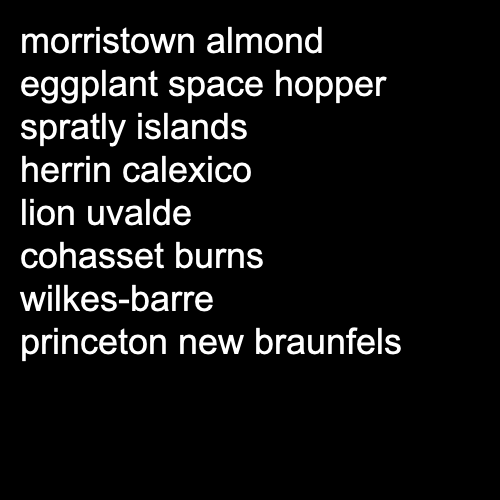 morristown almond
eggplant space hopper
spratly islands
herrin calexico
lion uvalde
cohasset burns
wilkes-barre
princeton new braunfels